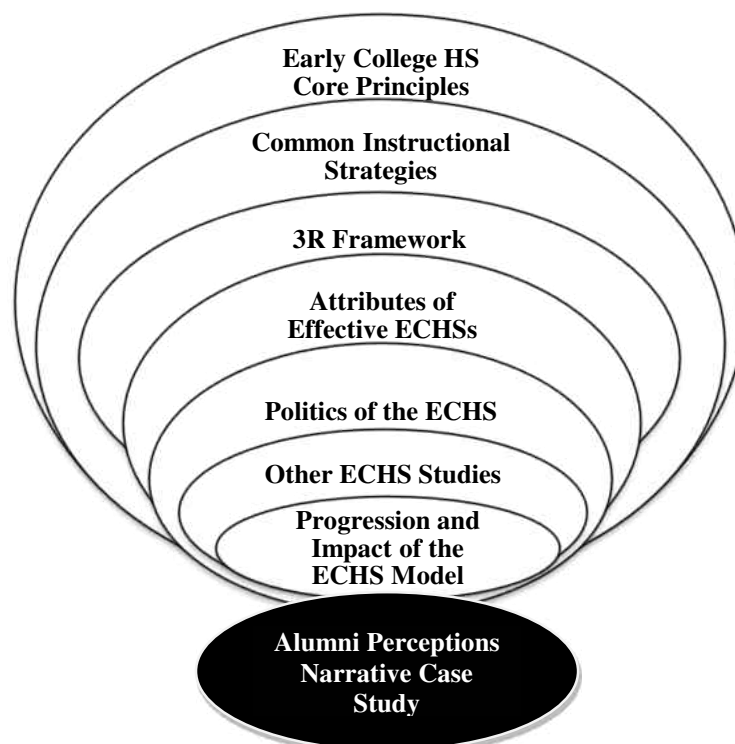 Early College HS
Core Principles
Common Instructional
Strategies
3R Framework
Attributes of
Effective ECHSs
Politics of the ECHS
Other ECHS Studies
Progression and
Impact of the
ECHS Model
Alumni Perceptions
Narrative Case
Study